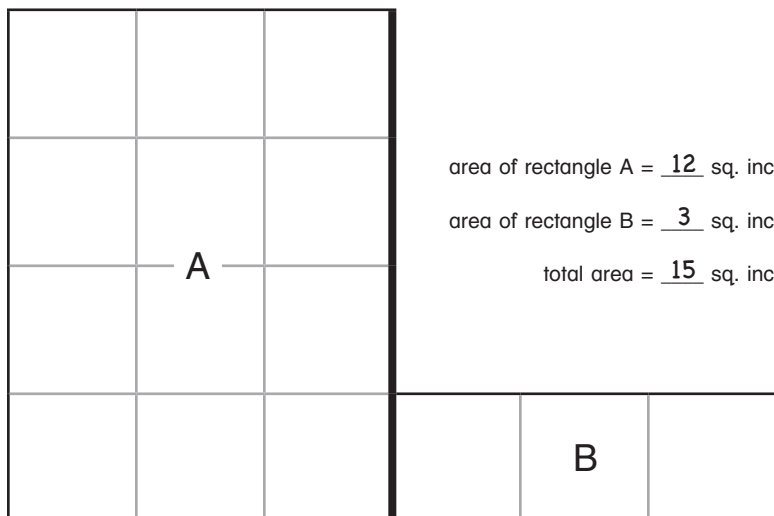 area of rectangle A = 12 sq. inc
area of rectangle B = 3 sq. inc
total area = 15 sq. inc
A
B